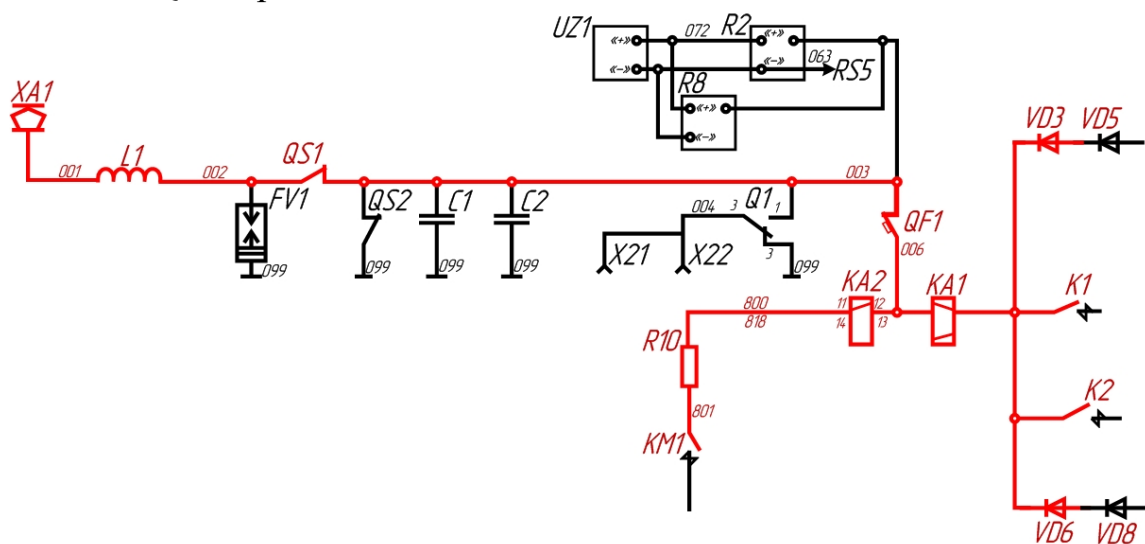 UZ1
«+»
072
R2
«+»
«-»
«-»
063
RS5
R8
«+»
«-»
XA1
001
L1
002
QS1
003
VD3
VD5
FV1
QS2
C1
C2
004
3
Q1
1
3
QF1
006
099
099
099
099
X21
X22
099
KA2
KA1
K1
800
11
12
818
14
13
R10
801
K2
KM1
VD6
VD8